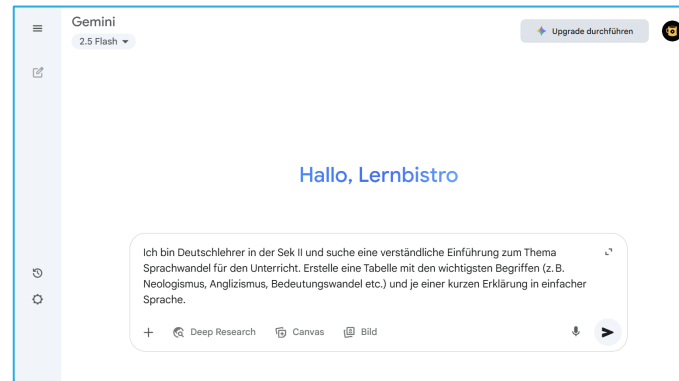 Gemini
2.5 Flash
Upgrade durchführen
Hallo, Lernbistro
Ich bin Deutschlehrer in der Sek II und suche eine verständliche Einführung zum Thema
Sprachwandel für den Unterricht. Erstelle eine Tabelle mit den wichtigsten Begriffen (z. B.
Neologismus, Anglizismus, Bedeutungswandel etc.) und je einer kurzen Erklärung in einfacher
Sprache.
Deep Research Canvas Bild